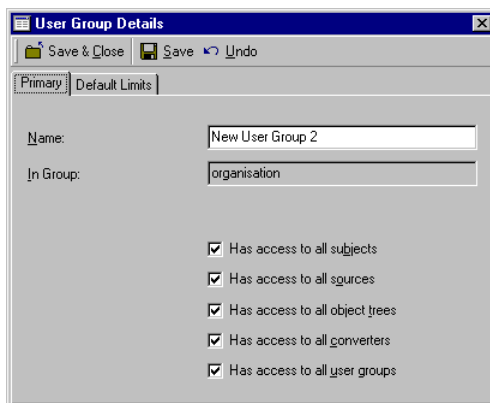 User Group Details
Save & Close Save Undo
Primary Default Limits
Name: New User Group 2
In Group: organisation
Has access to all subjects
Has access to all sources
Has access to all object trees
Has access to all converters
Has access to all user groups